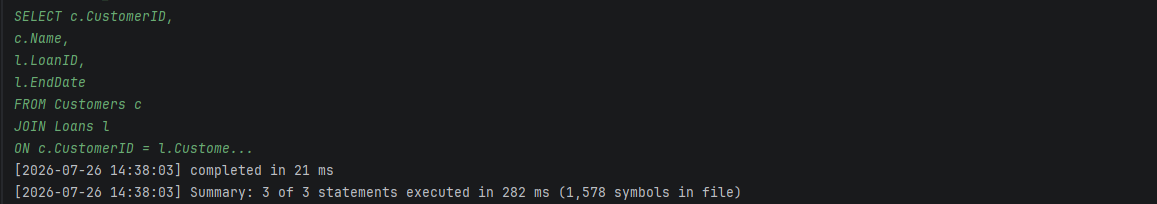 SELECT c.CustomerID,
c.Name,
l.LoanID,
l.EndDate
FROM Customers c
JOIN Loans l
ON c.CustomerID = l.Custome...
[2026-07-26 14:38:03] completed in 21 ms
[2026-07-26 14:38:03] Summary: 3 of 3 statements executed in 282 ms (1,578 symbols in file)